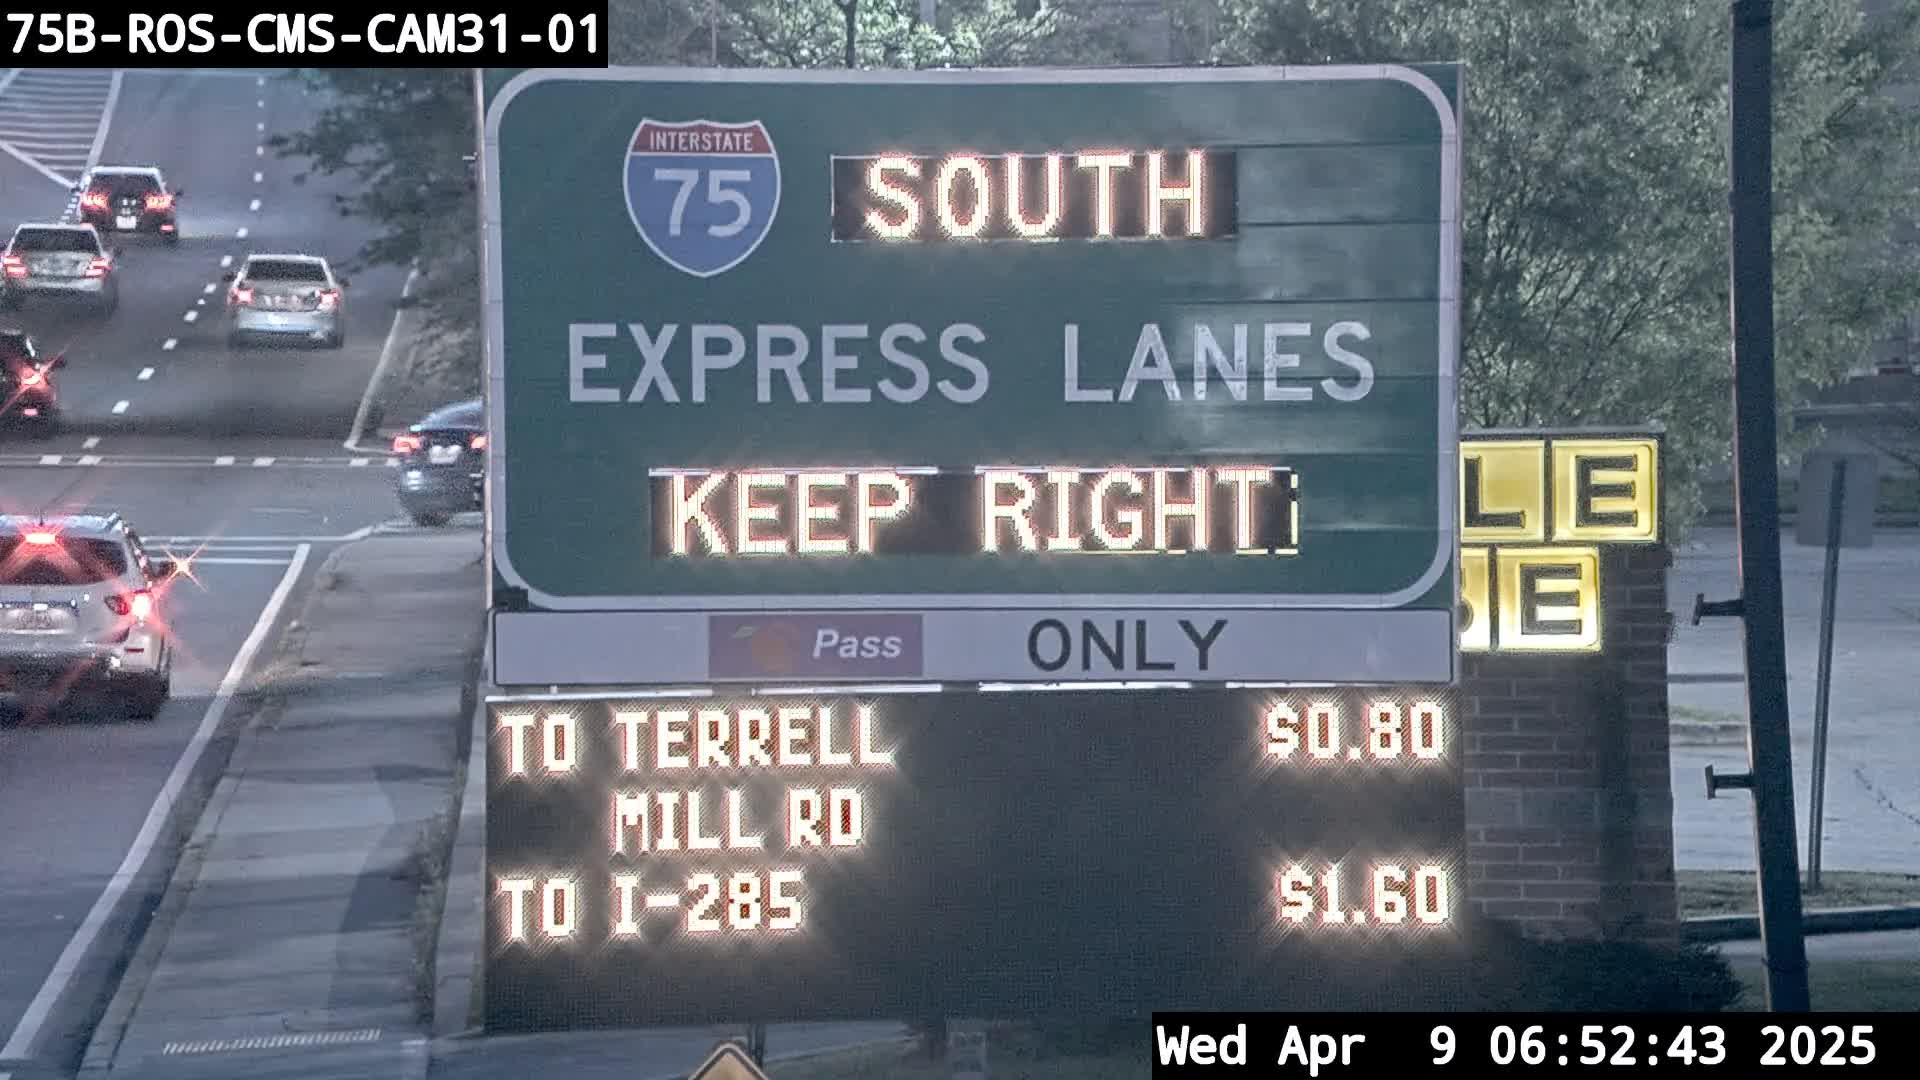 75B-ROS-CMS-CAM31-01
INTERSTATE
75
SOUTH
EXPRESS LANES
KEEP RIGHT
LE
E
Pass ONLY
TO TERRELL $0.80
MILL RD
TO I-285 $1.60
Wed Apr 9 06:52:43 2025